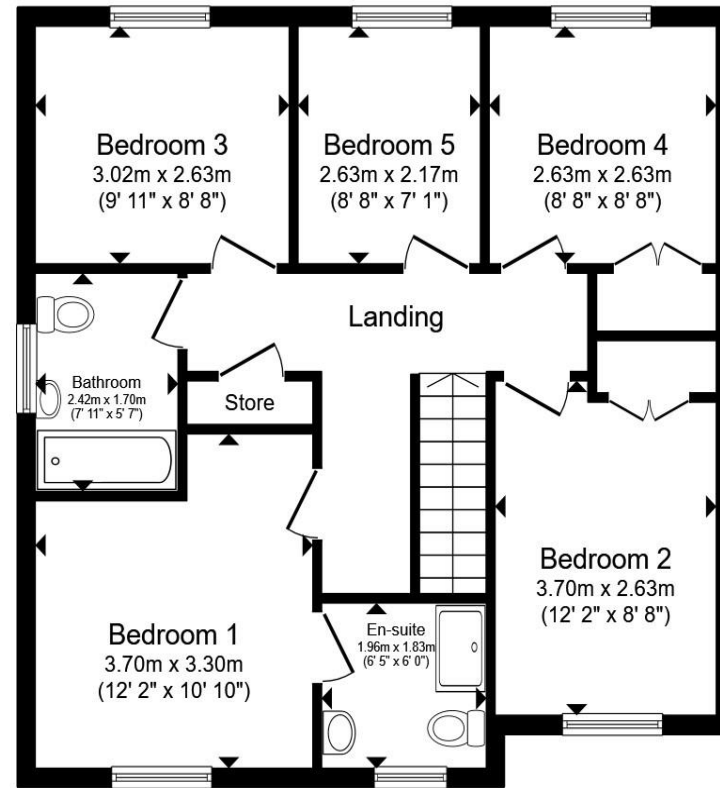 Bedroom 3
3.02m x 2.63m
(9' 11" x 8' 8")
Bedroom 5
2.63m x 2.17m
(8' 8" x 7' 1")
Bedroom 4
2.63m x 2.63m
(8' 8" x 8' 8")
Landing
Bathroom
2.42m x 1.70m
(7' 11" x 5' 7")
Store
Bedroom 2
3.70m x 2.63m
(12' 2" x 8' 8")
Bedroom 1
3.70m x 3.30m
(12' 2" x 10' 10")
En-suite
1.96m x 1.83m
(6' 5" x 6' 0")